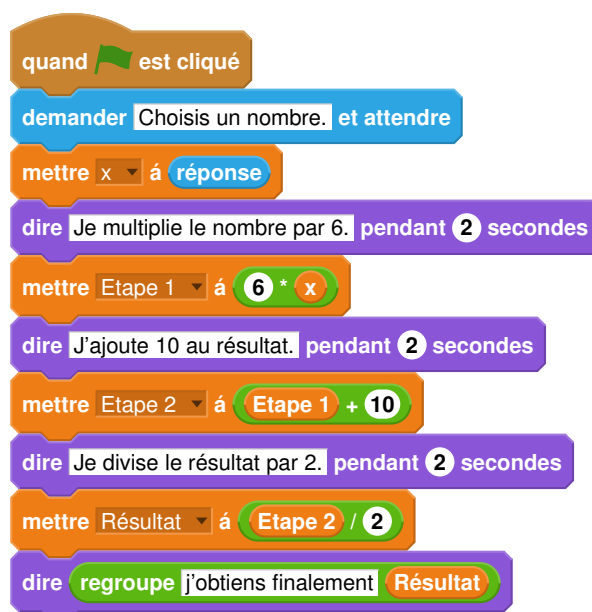 quand est cliqué
demander Choisis un nombre. et attendre
mettre x á réponse
dire Je multiplie le nombre par 6. pendant 2 secondes
mettre Etape 1 á 6 * x
dire J'ajoute 10 au résultat. pendant 2 secondes
mettre Etape 2 á Etape 1 + 10
dire Je divise le résultat par 2. pendant 2 secondes
mettre Résultat á Etape 2 / 2
dire regroupe j'obtiens finalement Résultat